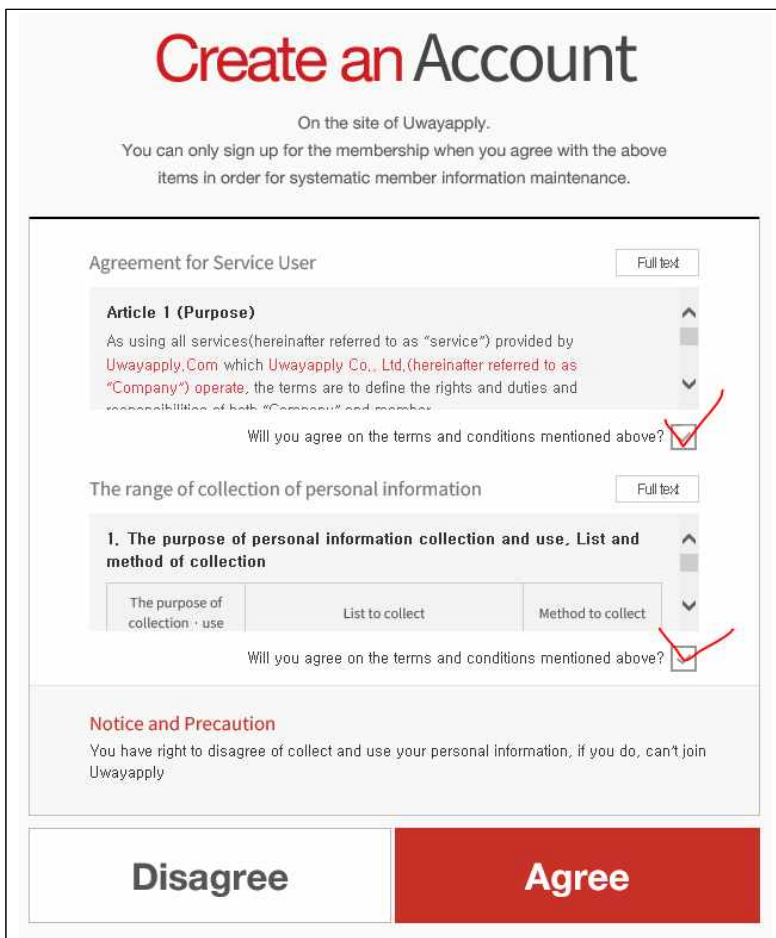 Create an Account
On the site of Uwayapply.
You can only sign up for the membership when you agree with the above
items in order for systematic member information maintenance.
Agreement for Service User
Full text
Article 1 (Purpose)
As using all services(hereinafter referred to as "service") provided by
Uwayapply,Com which Uwayapply Co,, Ltd,(hereinafter referred to as
"Company") operate, the terms are to define the rights and duties and
responsibilities of both "Company" and member
Will you agree on the terms and conditions mentioned above?
The range of collection of personal information
Full text
1, The purpose of personal information collection and use, List and
method of collection
The purpose of
collection · use
List to collect
Method to collect
Will you agree on the terms and conditions mentioned above?
Notice and Precaution
You have right to disagree of collect and use your personal information, if you do, can't join
Uwayapply
Disagree
Agree